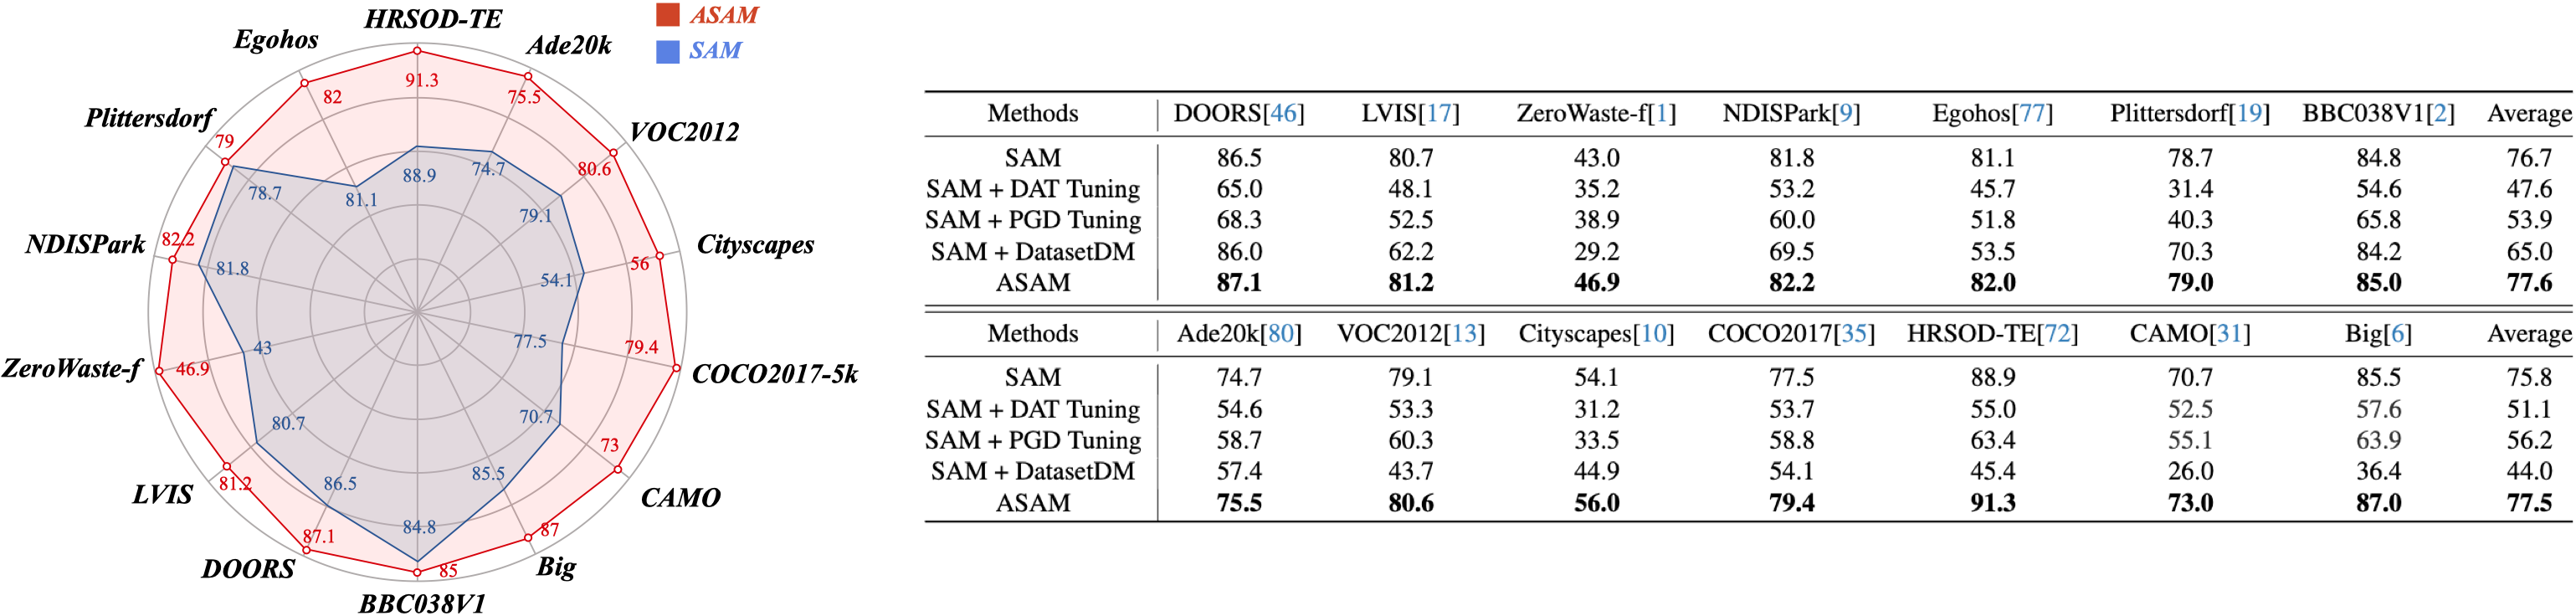 HRSOD-TE
ASAM
SAM
Egohos
Ade20k
Plittersdorf
VOC2012
NDISPark
Cityscapes
ZeroWaste-f
COCO2017-5k
LVIS
CAMO
DOORS
Big
BBC038V1
91.3
82
75.5
79
80.6
82.2
56
46.9
79.4
81.2
73
87.1
87
85
88.9
74.7
81.1
78.7
79.1
81.8
54.1
43
77.5
80.7
70.7
86.5
85.5
84.8
Methods DOORS[46] LVIS[17] ZeroWaste-f[1] NDISPark[9] Egohos[77] Plittersdorf[19] BBC038V1[2] Average
SAM 86.5 80.7 43.0 81.8 81.1 78.7 84.8 76.7
SAM + DAT Tuning 65.0 48.1 35.2 53.2 45.7 31.4 54.6 47.6
SAM + PGD Tuning 68.3 52.5 38.9 60.0 51.8 40.3 65.8 53.9
SAM + DatasetDM 86.0 62.2 29.2 69.5 53.5 70.3 84.2 65.0
ASAM 87.1 81.2 46.9 82.2 82.0 79.0 85.0 77.6
Methods Ade20k[80] VOC2012[13] Cityscapes[10] COCO2017[35] HRSOD-TE[72] CAMO[31] Big[6] Average
SAM 74.7 79.1 54.1 77.5 88.9 70.7 85.5 75.8
SAM + DAT Tuning 54.6 53.3 31.2 53.7 55.0 52.5 57.6 51.1
SAM + PGD Tuning 58.7 60.3 33.5 58.8 63.4 55.1 63.9 56.2
SAM + DatasetDM 57.4 43.7 44.9 54.1 45.4 26.0 36.4 44.0
ASAM 75.5 80.6 56.0 79.4 91.3 73.0 87.0 77.5